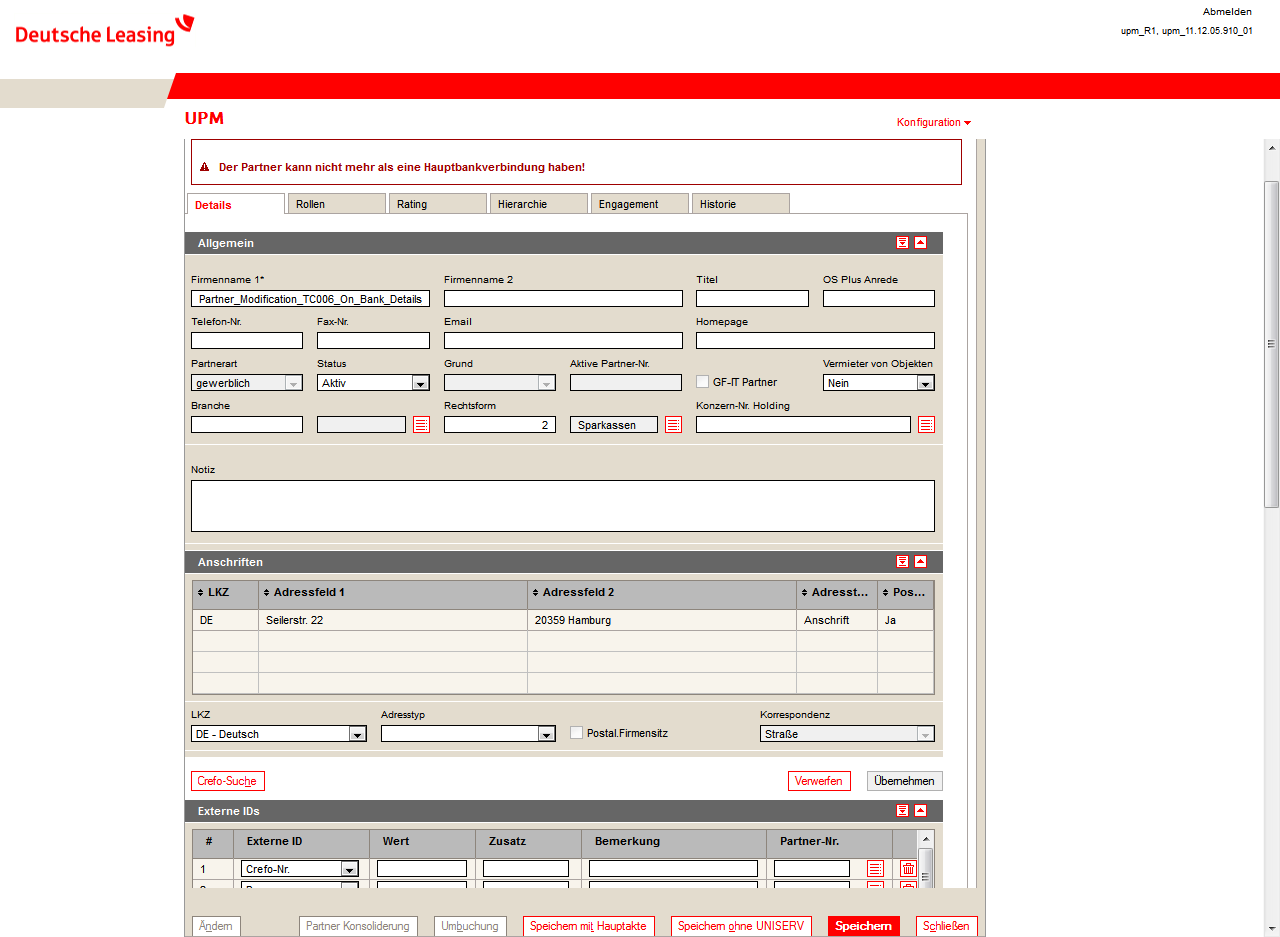 Abmelden
Deutsche Leasing
upm_R1, upm_11.12.05.910_01
UPM
Konfiguration
Der Partner kann nicht mehr als eine Hauptbankverbindung haben!
Details Rollen Rating Hierarchie Engagement Historie
Allgemein
Firmenname 1* Firmenname 2 Titel OS Plus Anrede
Partner_Modification_TC006_On_Bank_Details
Telefon-Nr. Fax-Nr. Email Homepage
Partnerart Status Grund Aktive Partner-Nr. Vermieter von Objekten
gewerblich Aktiv GF-IT Partner Nein
Branche Rechtsform Konzern-Nr. Holding
2 Sparkassen
Notiz
Anschriften
LKZ Adressfeld 1 Adressfeld 2 Adresst... Pos...
DE Seilerstr. 22 20359 Hamburg Anschrift Ja
LKZ Adresstyp Korrespondenz
DE - Deutsch Postal.Firmensitz Straße
Crefo-Suche Verwerfen Übernehmen
Externe IDs
# Externe ID Wert Zusatz Bemerkung Partner-Nr.
1 Crefo-Nr.
Ändern Partner Konsolidierung Umbuchung Speichern mit Hauptakte Speichern ohne UNISERV Speichern Schließen